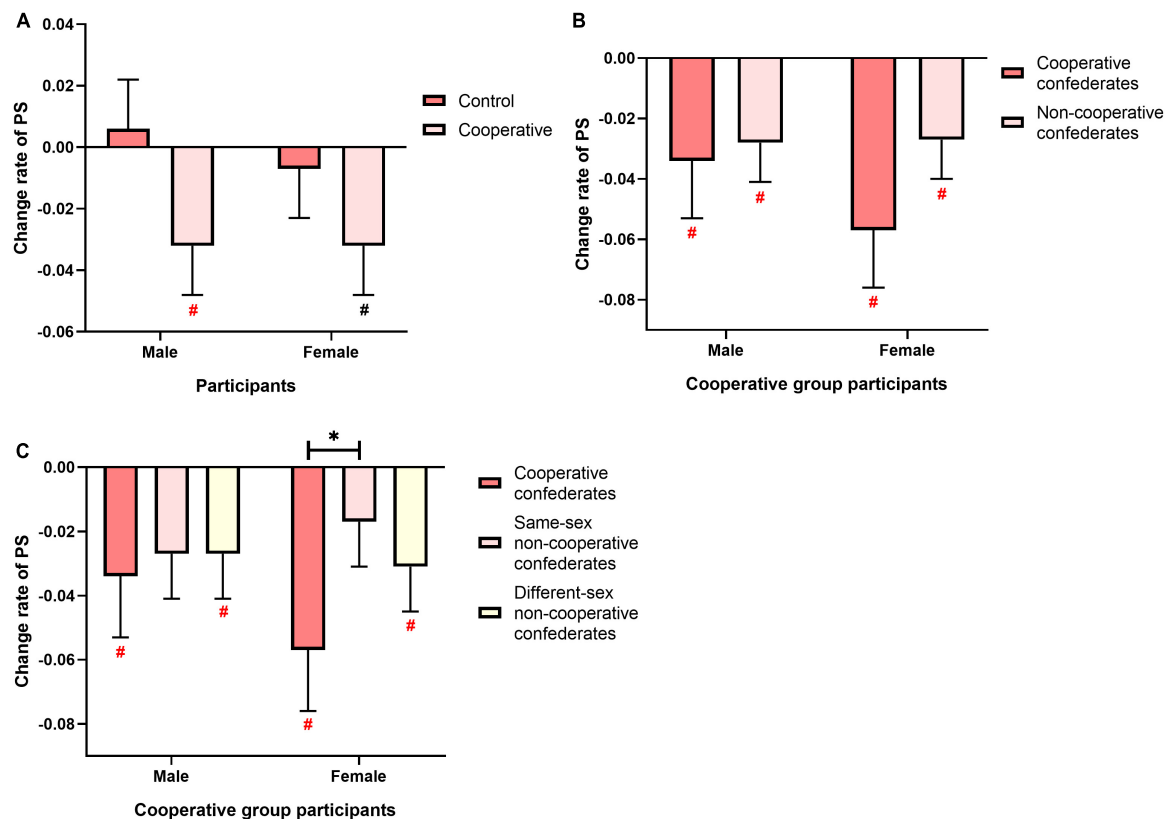 A
Change rate of PS
0.04
0.02
0.00
-0.02
-0.04
-0.06
#
#
Male
Female
Participants
Control
Cooperative
B
Change rate of PS
0.00
-0.02
-0.04
-0.06
-0.08
#
#
#
#
Male
Female
Cooperative group participants
Cooperative
confederates
Non-cooperative
confederates
C
Change rate of PS
0.00
-0.02
-0.04
-0.06
-0.08
*
#
#
#
#
Male
Female
Cooperative group participants
Cooperative
confederates
Same-sex
non-cooperative
confederates
Different-sex
non-cooperative
confederates